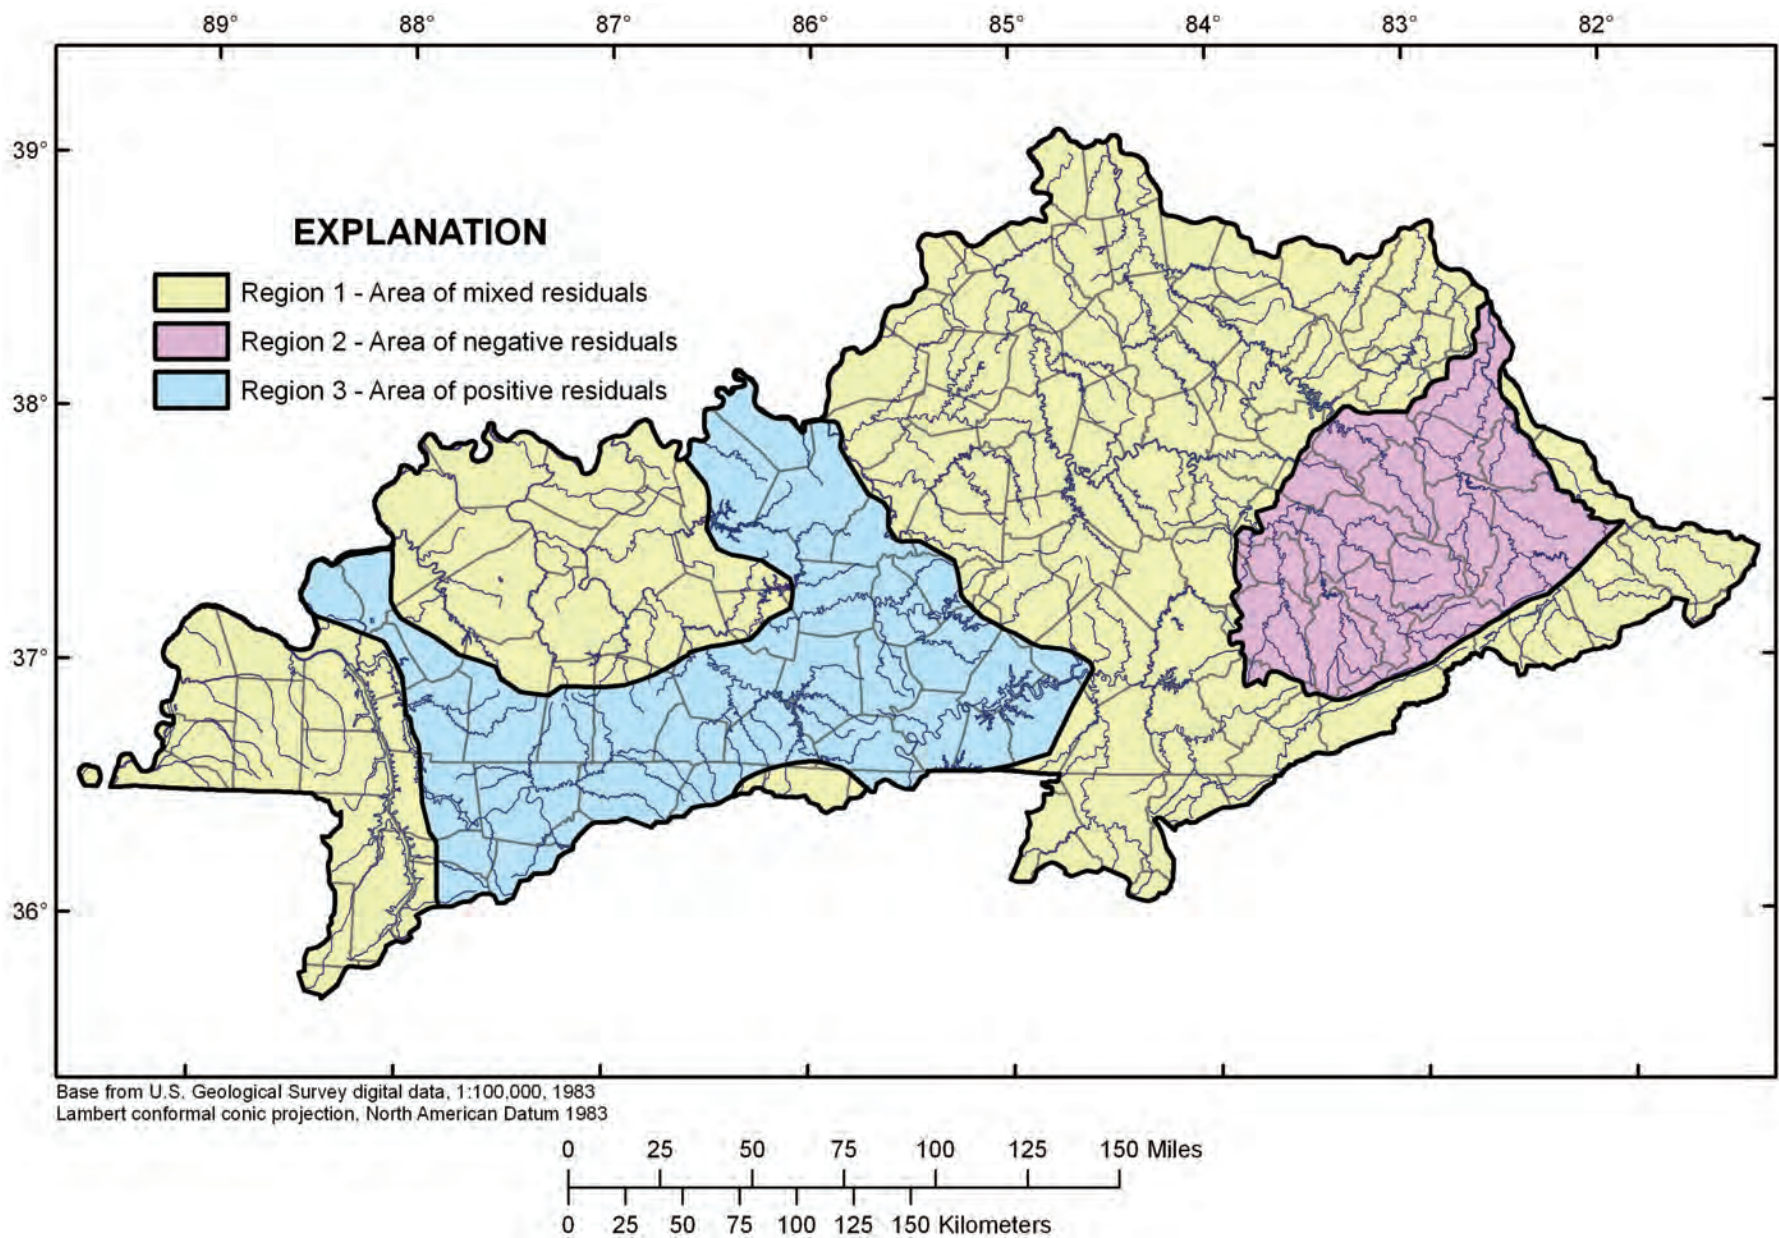 89° 88° 87° 86° 85° 84° 83° 82°
39°
EXPLANATION
Region 1 - Area of mixed residuals
Region 2 - Area of negative residuals
Region 3 - Area of positive residuals
38°
37°
36°
Base from U.S. Geological Survey digital data, 1:100,000, 1983
Lambert conformal conic projection, North American Datum 1983
0 25 50 75 100 125 150 Miles
0 25 50 75 100 125 150 Kilometers